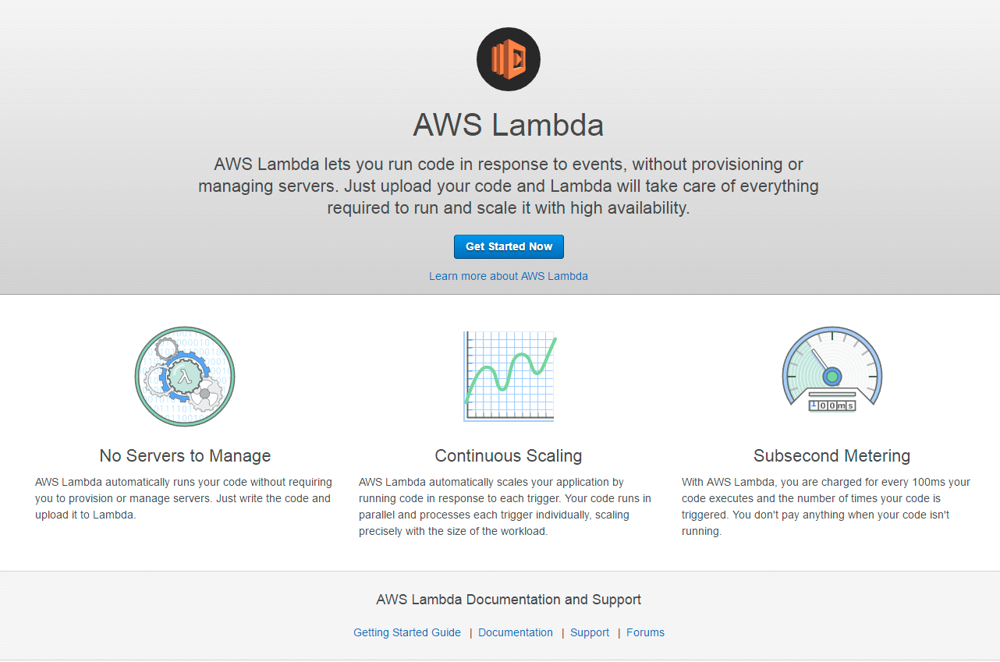 AWS Lambda
AWS Lambda lets you run code in response to events, without provisioning or
managing servers. Just upload your code and Lambda will take care of everything
required to run and scale it with high availability.
Get Started Now
Learn more about AWS Lambda
λ
100ms
No Servers to Manage
AWS Lambda automatically runs your code without requiring
you to provision or manage servers. Just write the code and
upload it to Lambda.
Continuous Scaling
AWS Lambda automatically scales your application by
running code in response to each trigger. Your code runs in
parallel and processes each trigger individually, scaling
precisely with the size of the workload.
Subsecond Metering
With AWS Lambda, you are charged for every 100ms your
code executes and the number of times your code is
triggered. You don't pay anything when your code isn't
running.
AWS Lambda Documentation and Support
Getting Started Guide | Documentation | Support | Forums